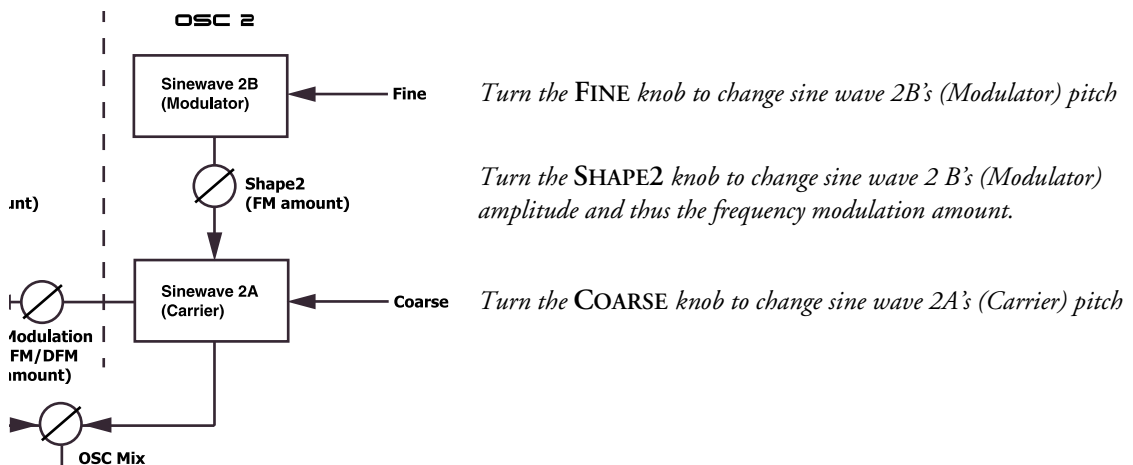 OSC 2
Sinewave 2B
(Modulator)
Fine
Turn the FINE knob to change sine wave 2B's (Modulator) pitch
Shape2
(FM amount)
Turn the SHAPE2 knob to change sine wave 2 B's (Modulator)
amplitude and thus the frequency modulation amount.
Sinewave 2A
(Carrier)
Coarse
Turn the COARSE knob to change sine wave 2A's (Carrier) pitch
FM/DFM
OSC Mix